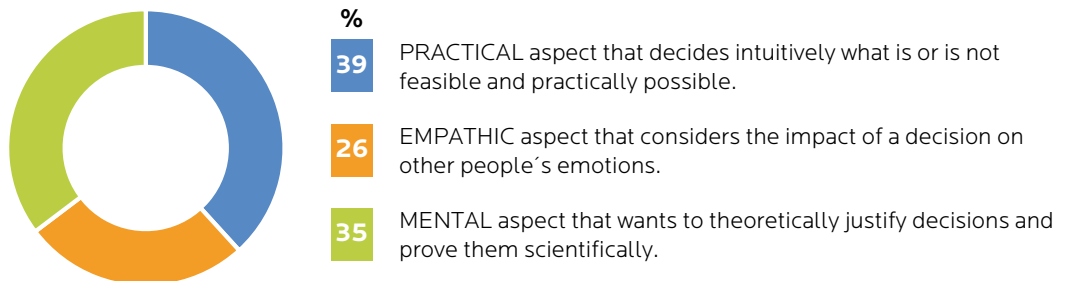 %
39
PRACTICAL aspect that decides intuitively what is or is not
feasible and practically possible.
26
EMPATHIC aspect that considers the impact of a decision on
other people´s emotions.
35
MENTAL aspect that wants to theoretically justify decisions and
prove them scientifically.